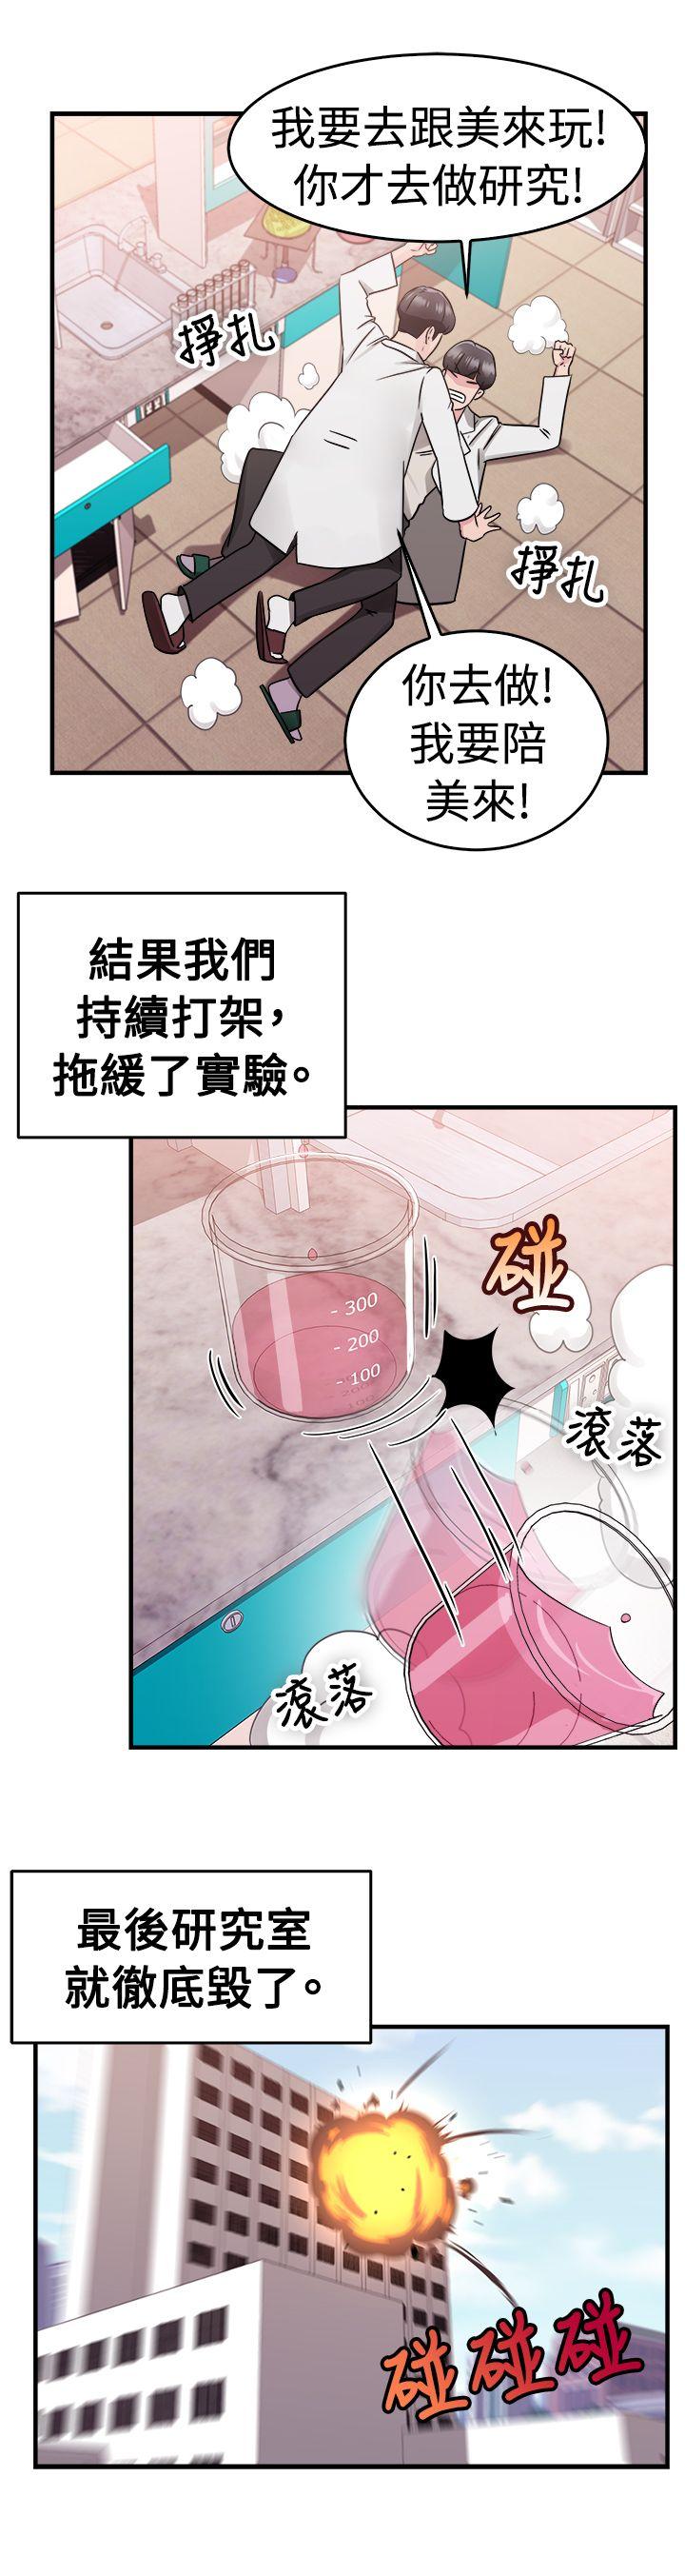 我要去跟美來玩!
你才去做研究!
掙扎
掙扎
你去做!
我要陪
美來!
結果我們
持續打架,
拖緩了實驗。
碰
- 300
- 200
- 100
滾落
滾落
最後研究室
就徹底毀了。
碰碰碰